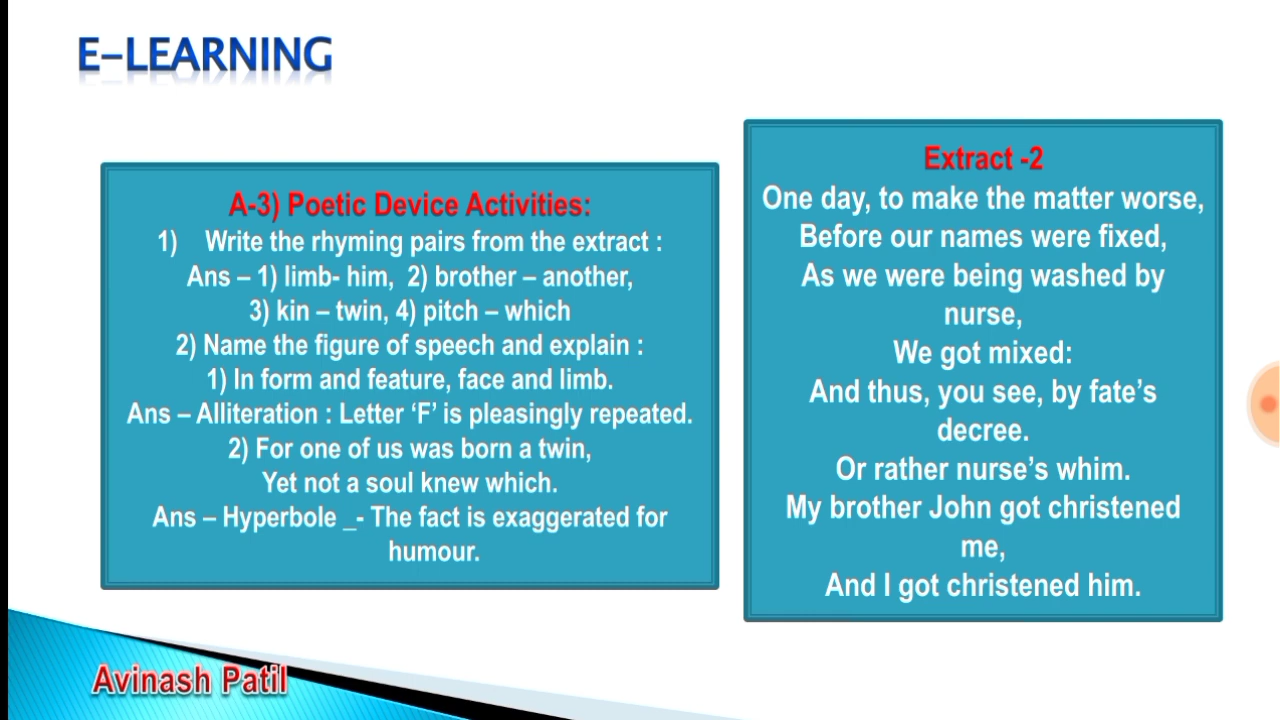 E-LEARNING
A-3) Poetic Device Activities:
1) Write the rhyming pairs from the extract :
Ans – 1) limb- him, 2) brother – another,
3) kin – twin, 4) pitch – which
2) Name the figure of speech and explain :
1) In form and feature, face and limb.
Ans – Alliteration : Letter ‘F’ is pleasingly repeated.
2) For one of us was born a twin,
Yet not a soul knew which.
Ans – Hyperbole _- The fact is exaggerated for
humour.
Extract -2
One day, to make the matter worse,
Before our names were fixed,
As we were being washed by
nurse,
We got mixed:
And thus, you see, by fate’s
decree.
Or rather nurse’s whim.
My brother John got christened
me,
And I got christened him.
Avinash Patil